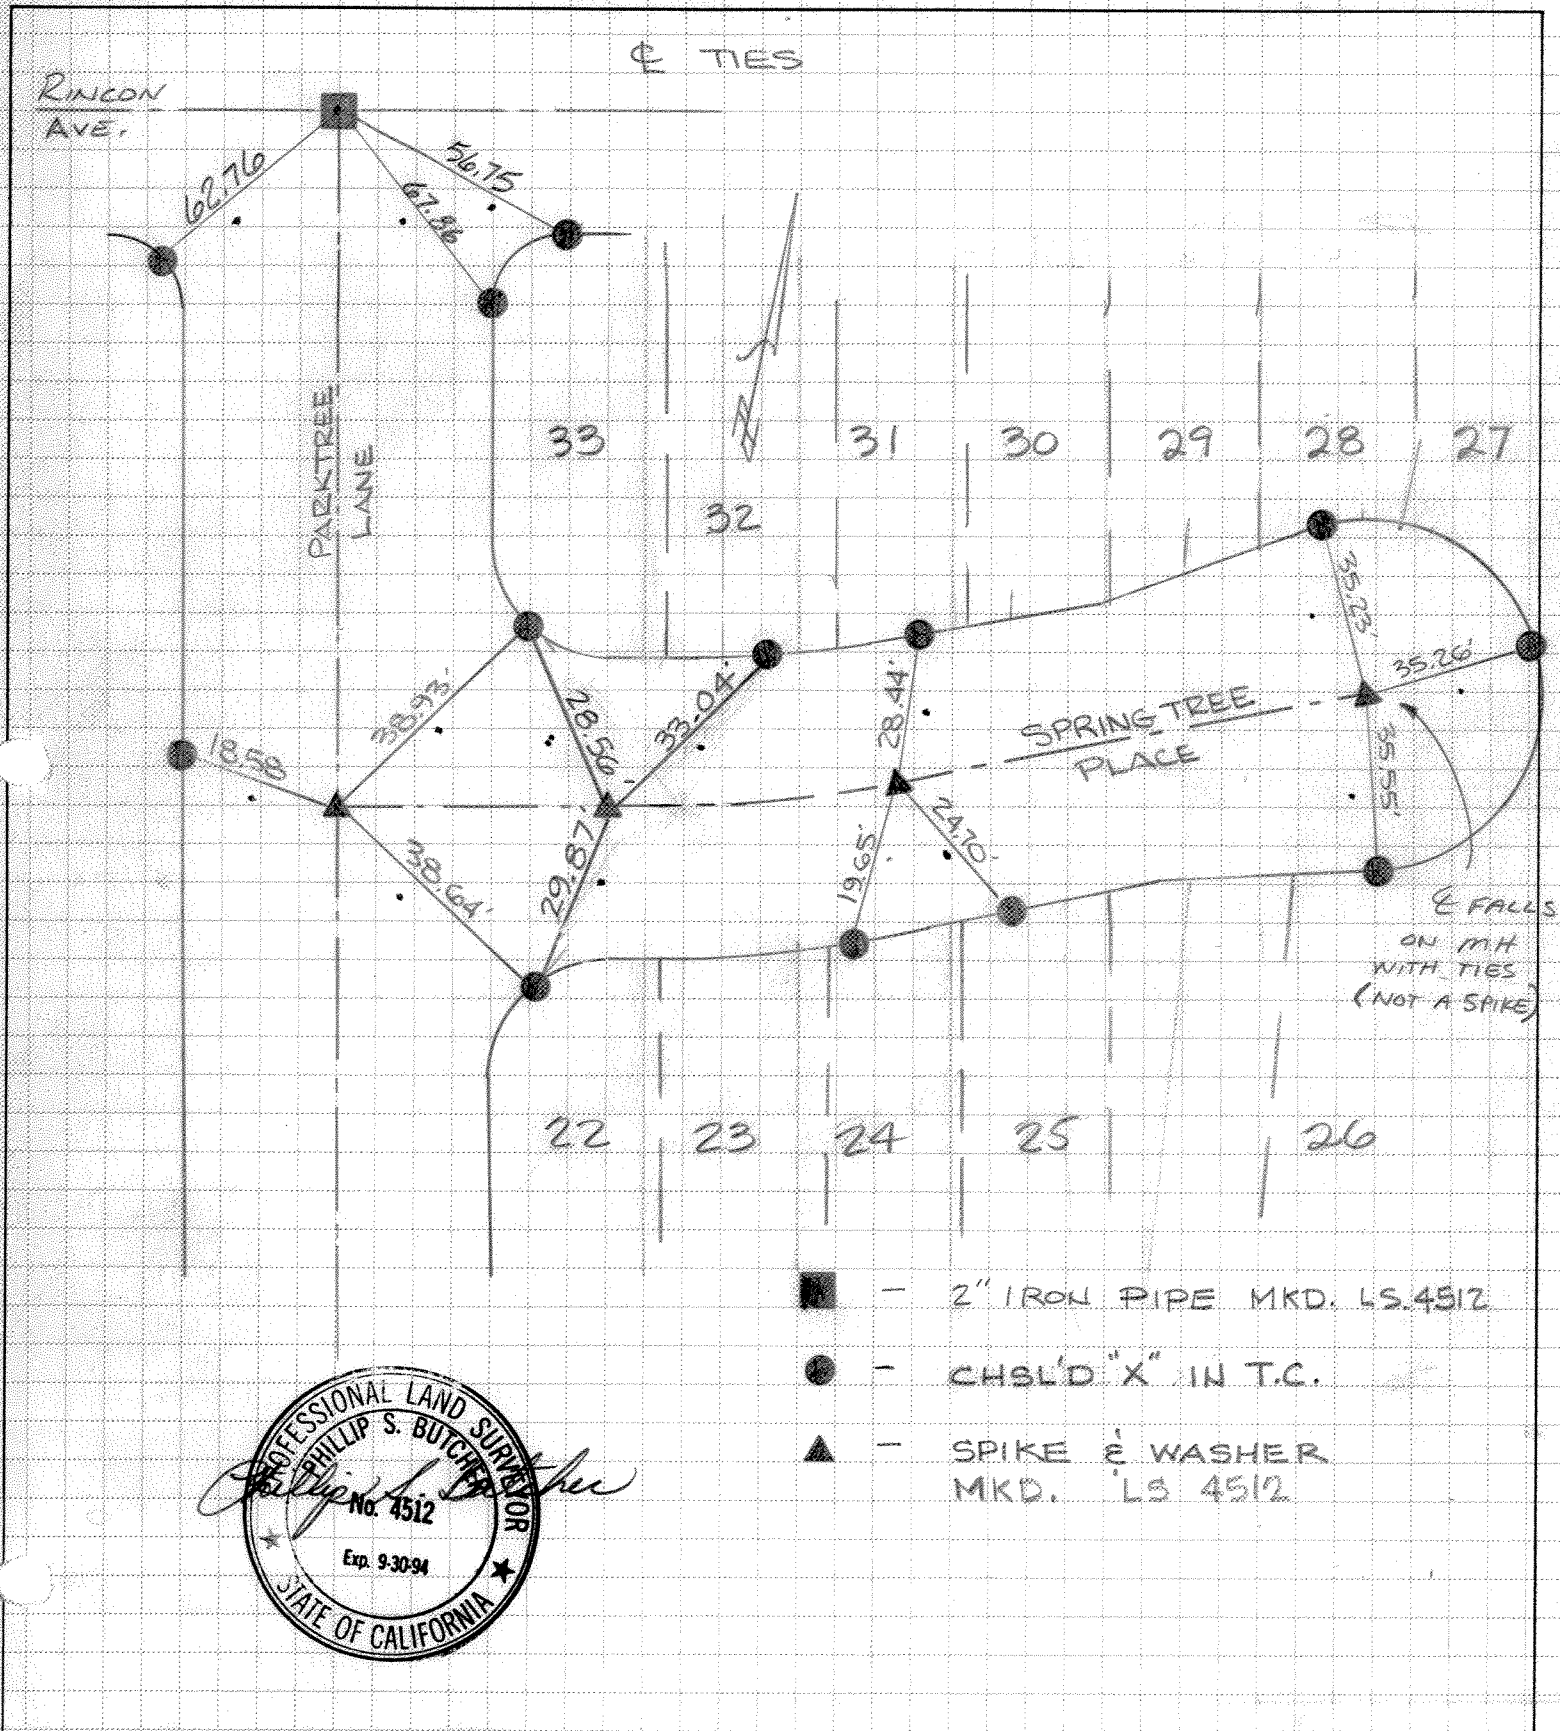 ℄ TIES
RINCON
AVE.
62.76
67.86
56.75
PARKTREE
LANE
33
32
31
30
29
28
27
38.93'
28.56'
33.04'
28.44'
35.23'
35.26'
SPRING TREE
PLACE
18.58
38.64'
29.87'
19.65'
24.70'
35.55'
℄ FALLS
ON MH
WITH TIES
(NOT A SPIKE)
22
23
24
25
26
- 2" IRON PIPE MKD. LS.4512
- CHSL'D "X" IN T.C.
- SPIKE & WASHER
MKD. LS 4512
PROFESSIONAL LAND SURVEYOR
PHILLIP S. BUTCHER
Phillip S. Butcher
No. 4512
Exp. 9-30-94
STATE OF CALIFORNIA